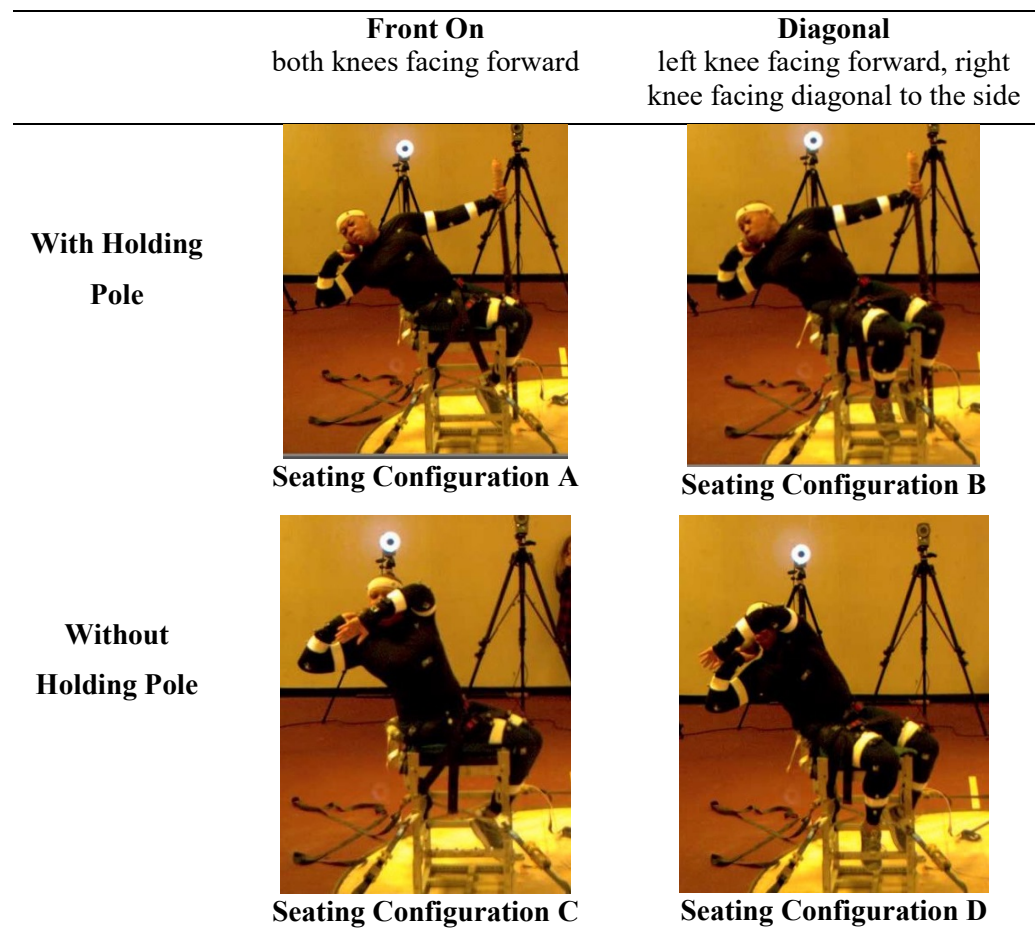 Front On
both knees facing forward
Diagonal
left knee facing forward, right
knee facing diagonal to the side
With Holding
Pole
Seating Configuration A
Seating Configuration B
Without
Holding Pole
Seating Configuration C
Seating Configuration D